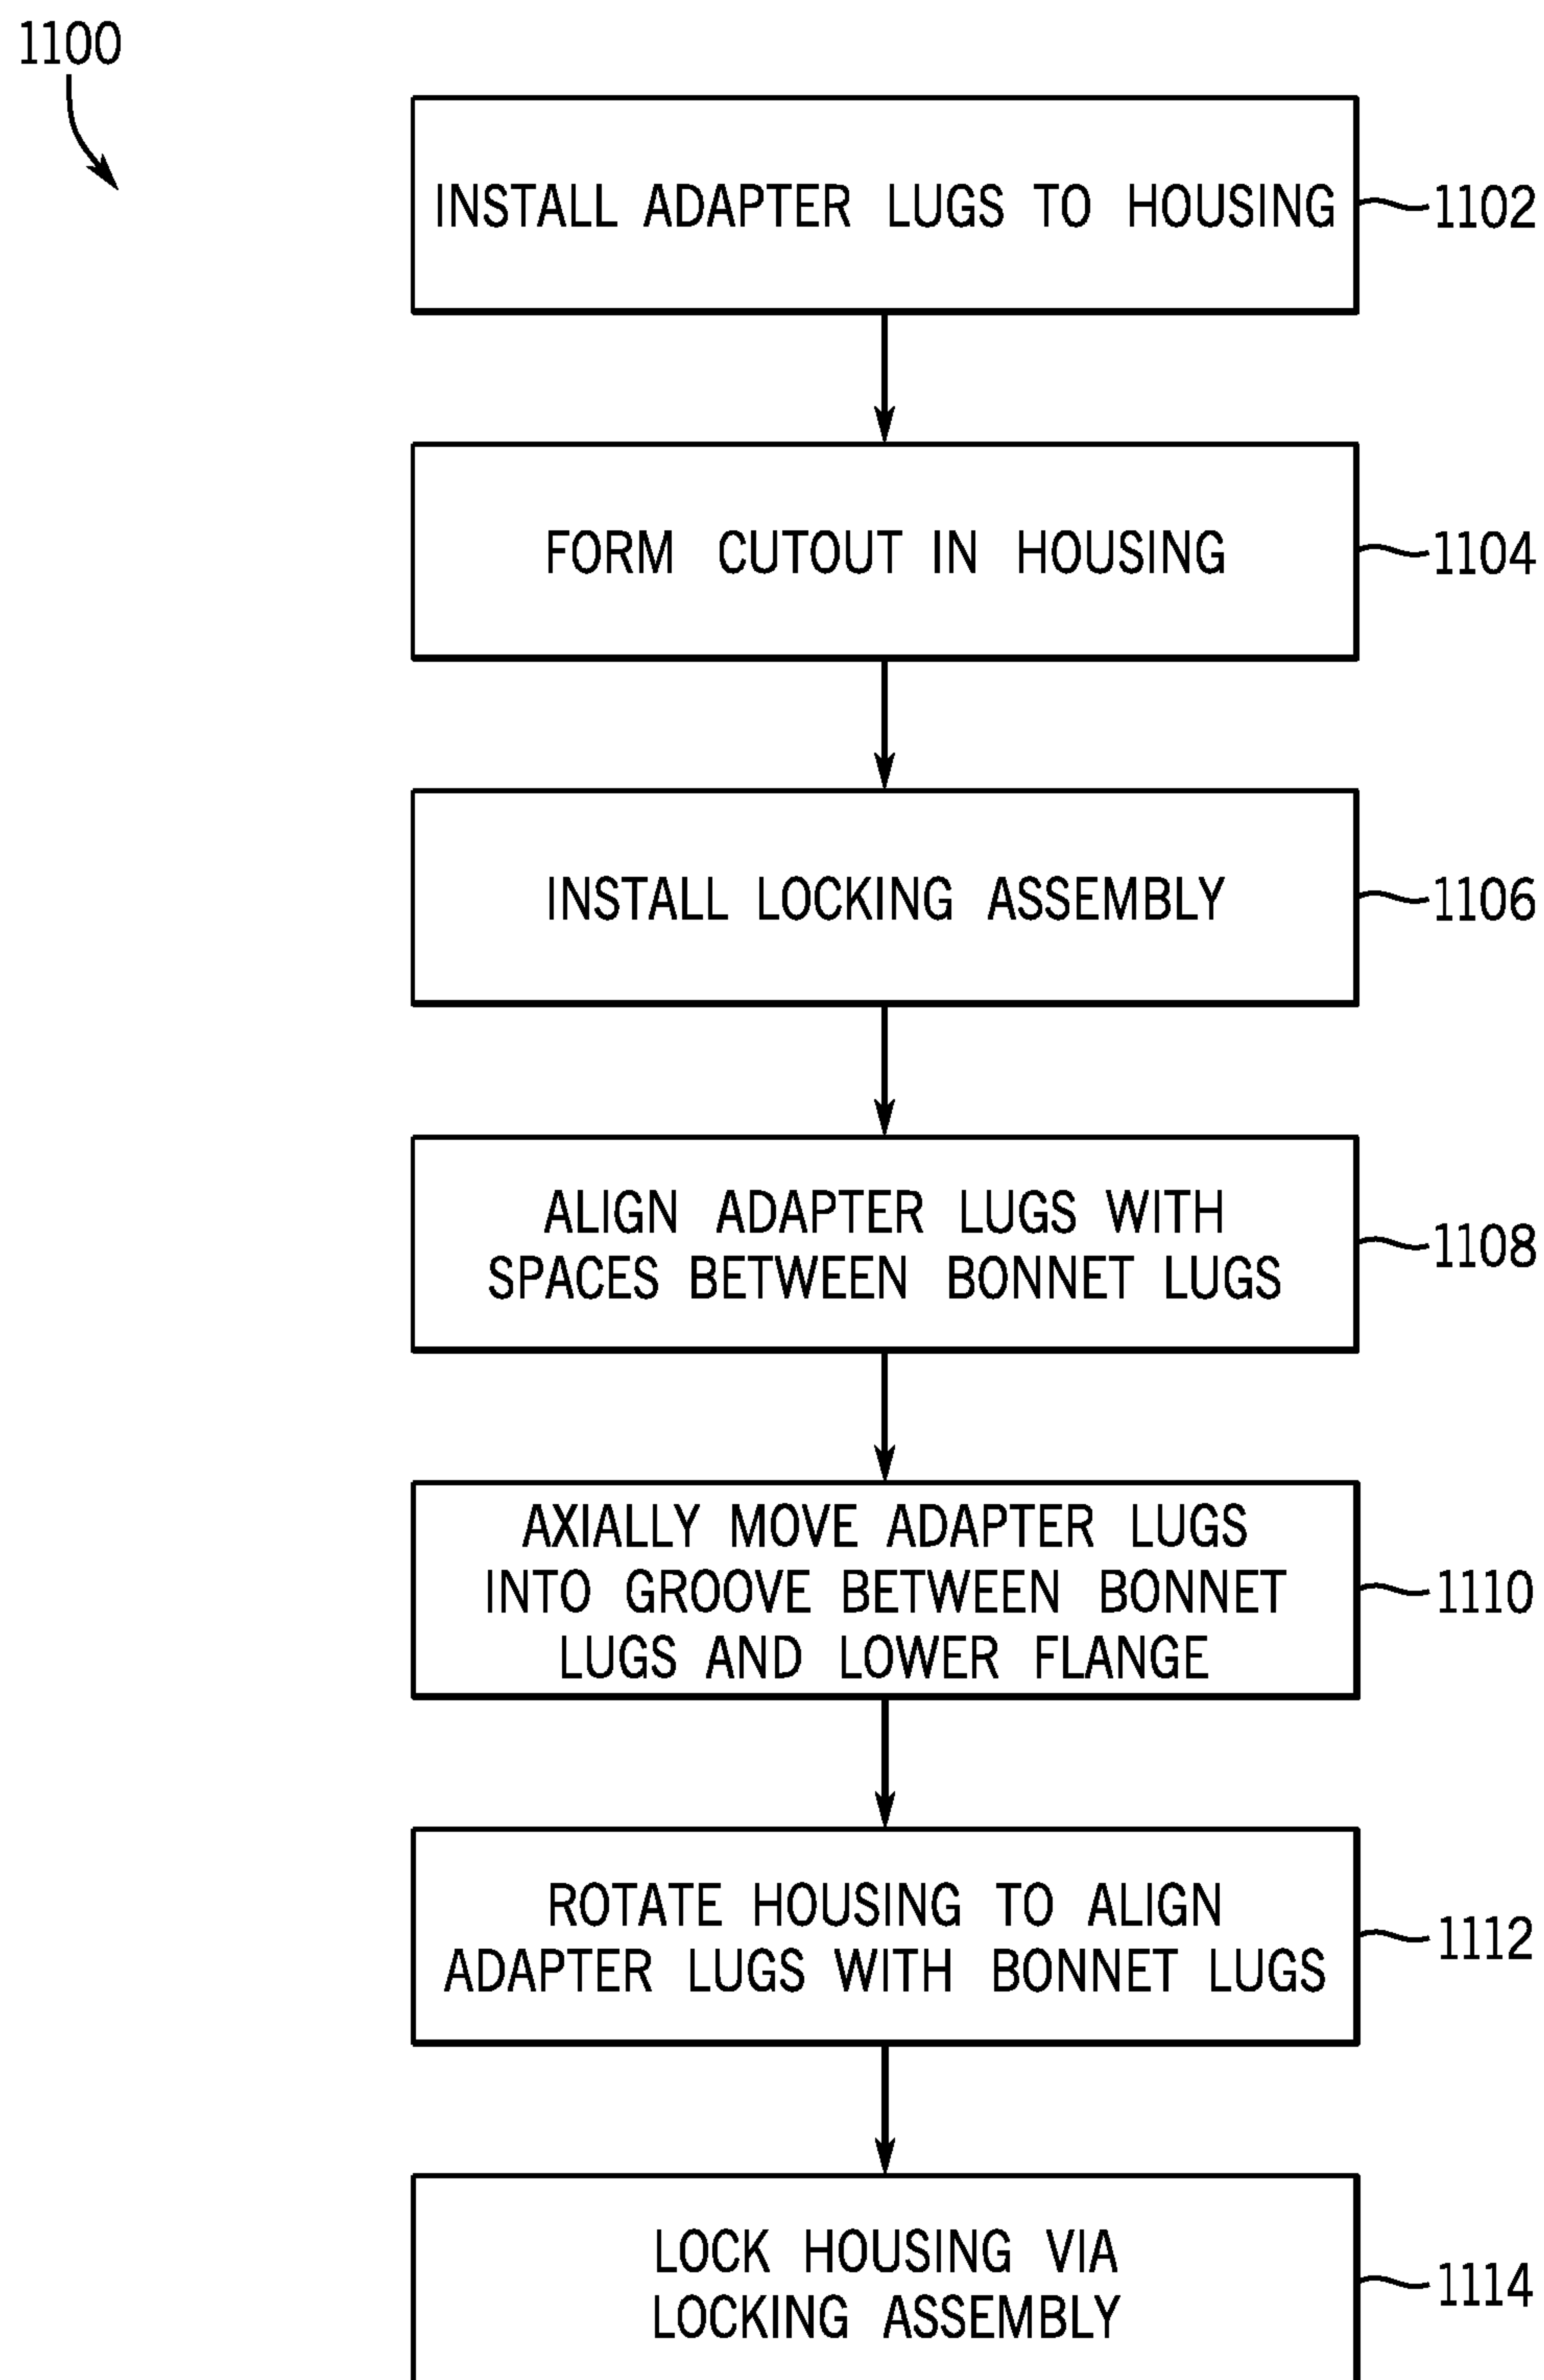 1100
INSTALL ADAPTER LUGS TO HOUSING
1102
FORM CUTOUT IN HOUSING
1104
INSTALL LOCKING ASSEMBLY
1106
ALIGN ADAPTER LUGS WITH
SPACES BETWEEN BONNET LUGS
1108
AXIALLY MOVE ADAPTER LUGS
INTO GROOVE BETWEEN BONNET
LUGS AND LOWER FLANGE
1110
ROTATE HOUSING TO ALIGN
ADAPTER LUGS WITH BONNET LUGS
1112
LOCK HOUSING VIA
LOCKING ASSEMBLY
1114